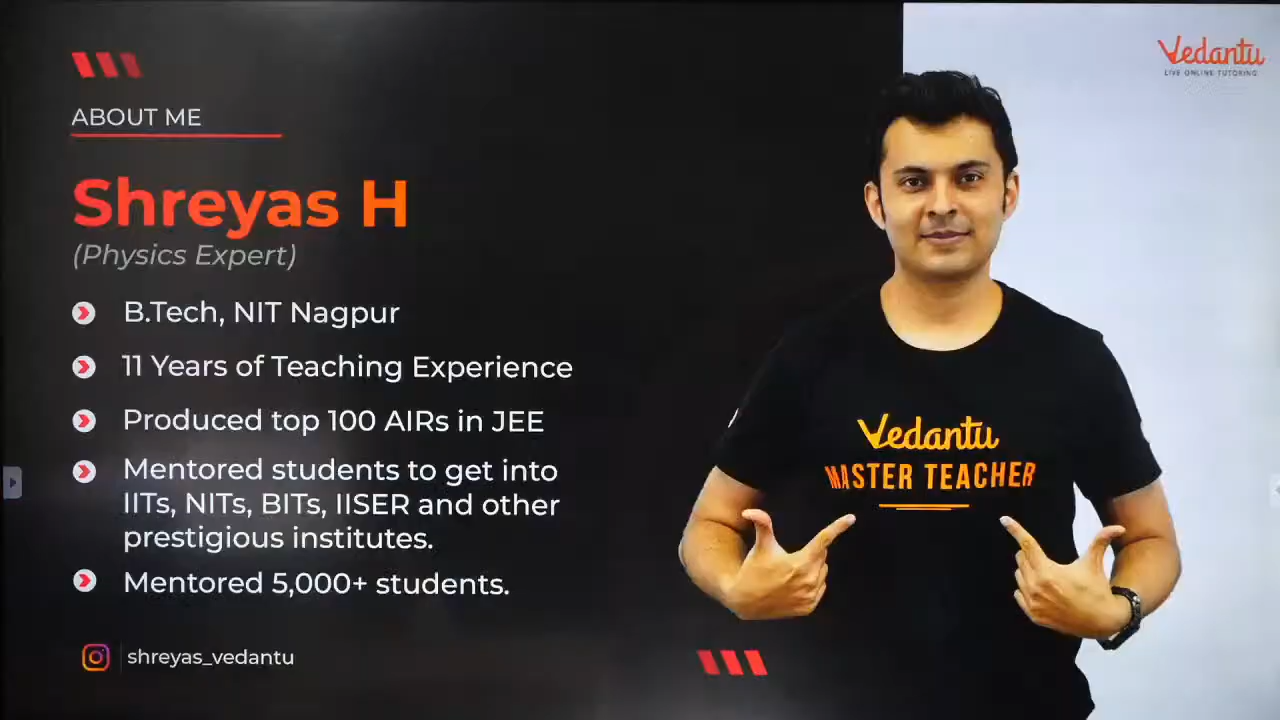 Vedantu
LIVE ONLINE TUTORING
ABOUT ME
Shreyas H
(Physics Expert)
B.Tech, NIT Nagpur
11 Years of Teaching Experience
Produced top 100 AIRs in JEE
Mentored students to get into
IITs, NITs, BITs, IISER and other
prestigious institutes.
Mentored 5,000+ students.
shreyas_vedantu
Vedantu
MASTER TEACHER